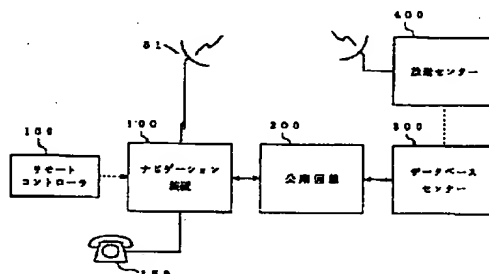 400
51
放送センター
100
200
300
106
リモート
コントローラ
ナビゲーション
装置
公衆回線
データベース
センター